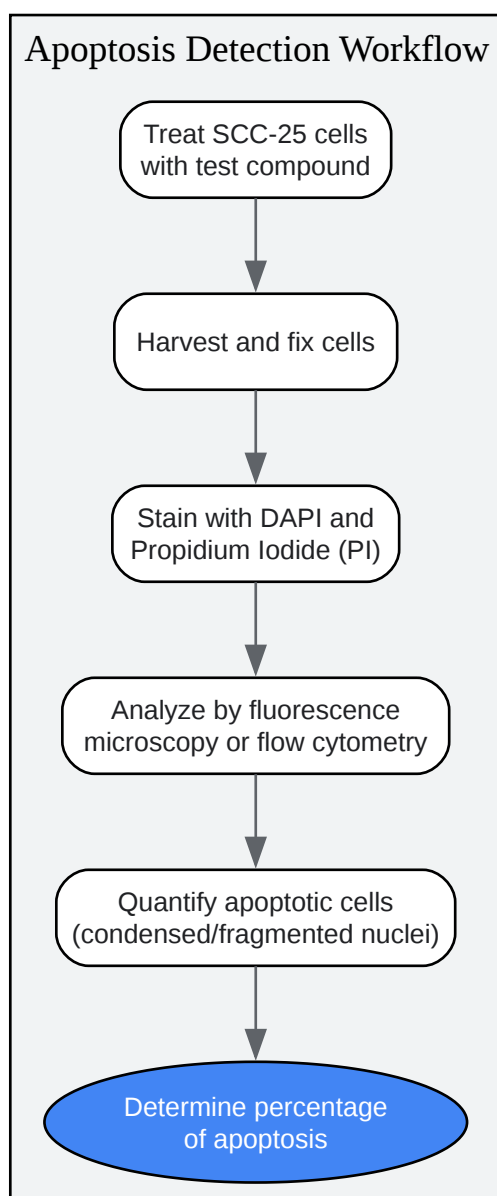 Apoptosis Detection Workflow
Treat SCC-25 cells
with test compound
Harvest and fix cells
Stain with DAPI and
Propidium Iodide (PI)
Analyze by fluorescence
microscopy or flow cytometry
Quantify apoptotic cells
(condensed/fragmented nuclei)
Determine percentage
of apoptosis